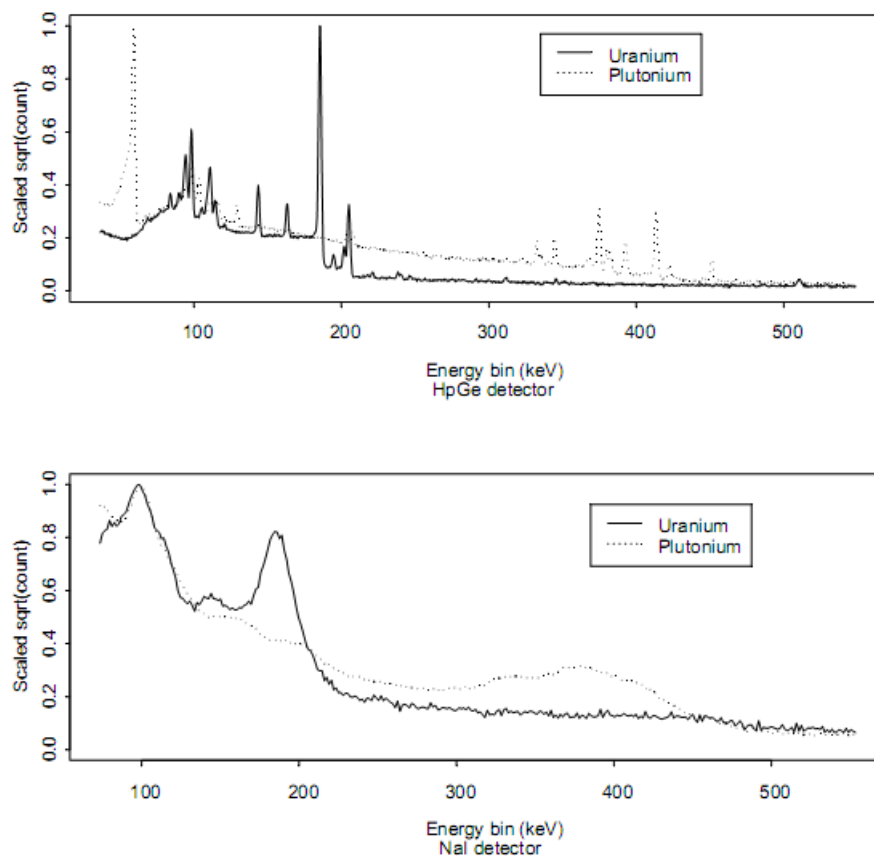 Scaled sqrt(count)
0.0 0.2 0.4 0.6 0.8 1.0
Uranium
Plutonium
100 200 300 400 500
Energy bin (keV)
HpGe detector
Scaled sqrt(count)
0.0 0.2 0.4 0.6 0.8 1.0
Uranium
Plutonium
100 200 300 400 500
Energy bin (keV)
NaI detector